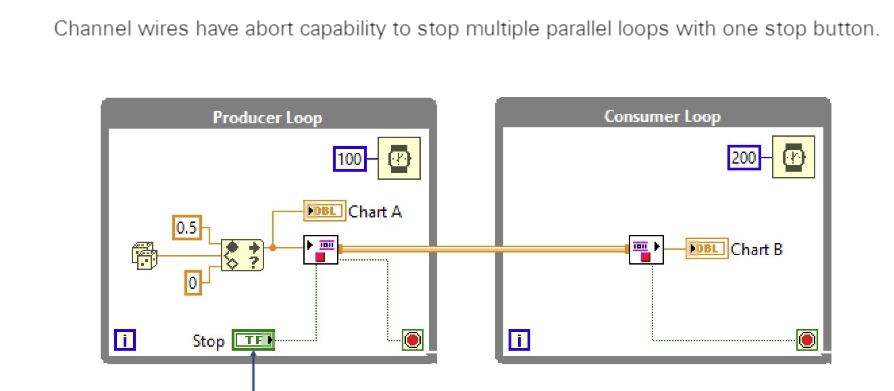 Channel wires have abort capability to stop multiple parallel loops with one stop button.
Producer Loop
Consumer Loop
100
200
DBL Chart A
0.5
?
DBL Chart B
0
i
Stop TF
i